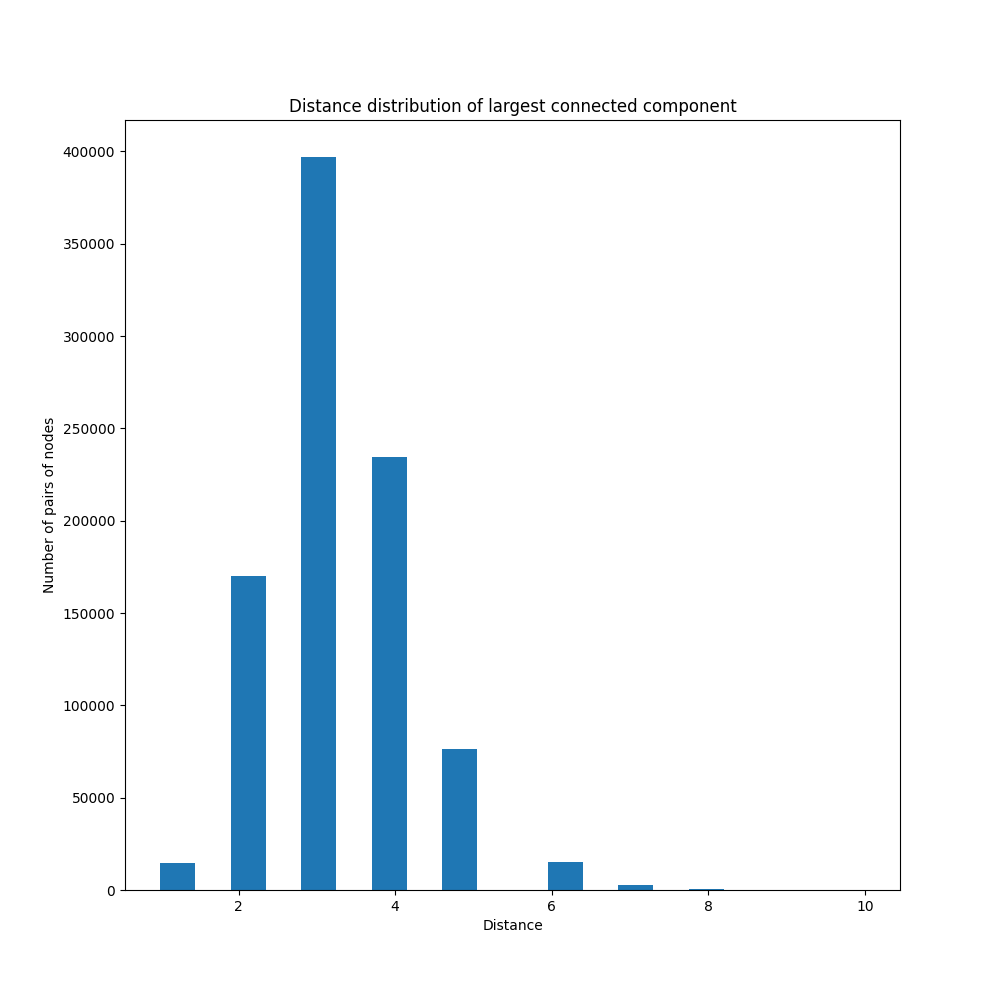 Distance distribution of largest connected component
400000
350000
300000
250000
200000
150000
100000
50000
0
Number of pairs of nodes
2 4 6 8 10
Distance